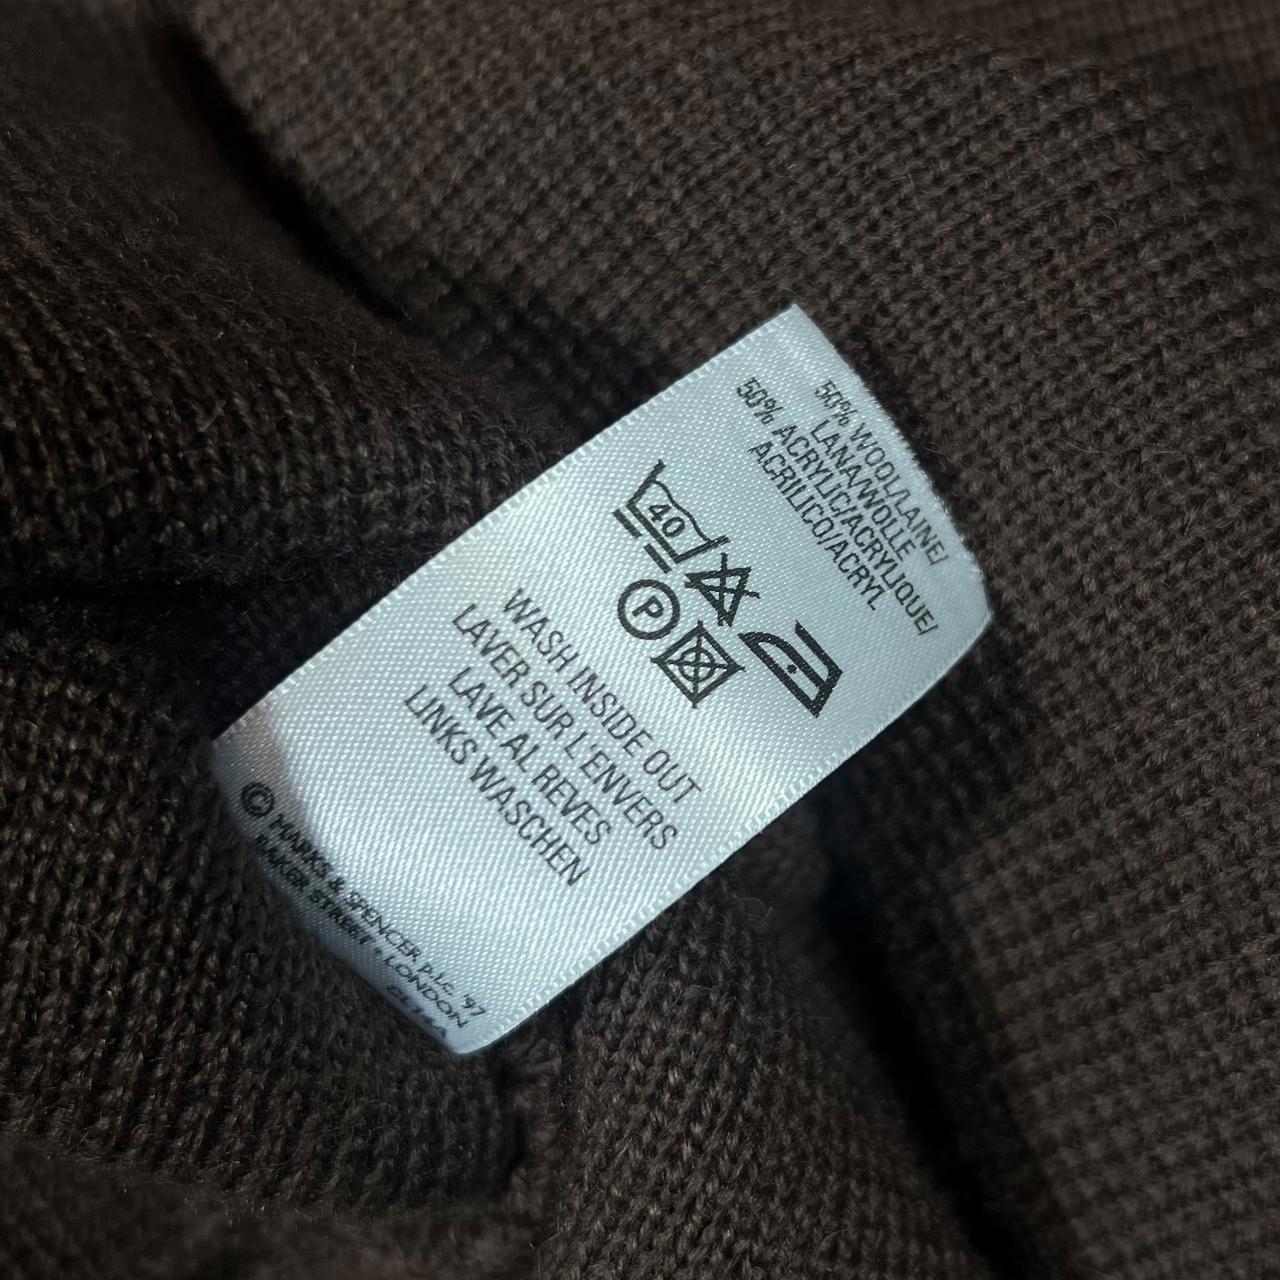 50% WOOL/LAINE/
LANA/WOLLE
50% ACRYLIC/ACRYLIQUE/
ACRILICO/ACRYL
40
P
WASH INSIDE OUT
LAVER SUR L'ENVERS
LAVE AL REVES
LINKS WASCHEN
© MARKS & SPENCER P.L.C. '97
BAKER STREET, LONDON